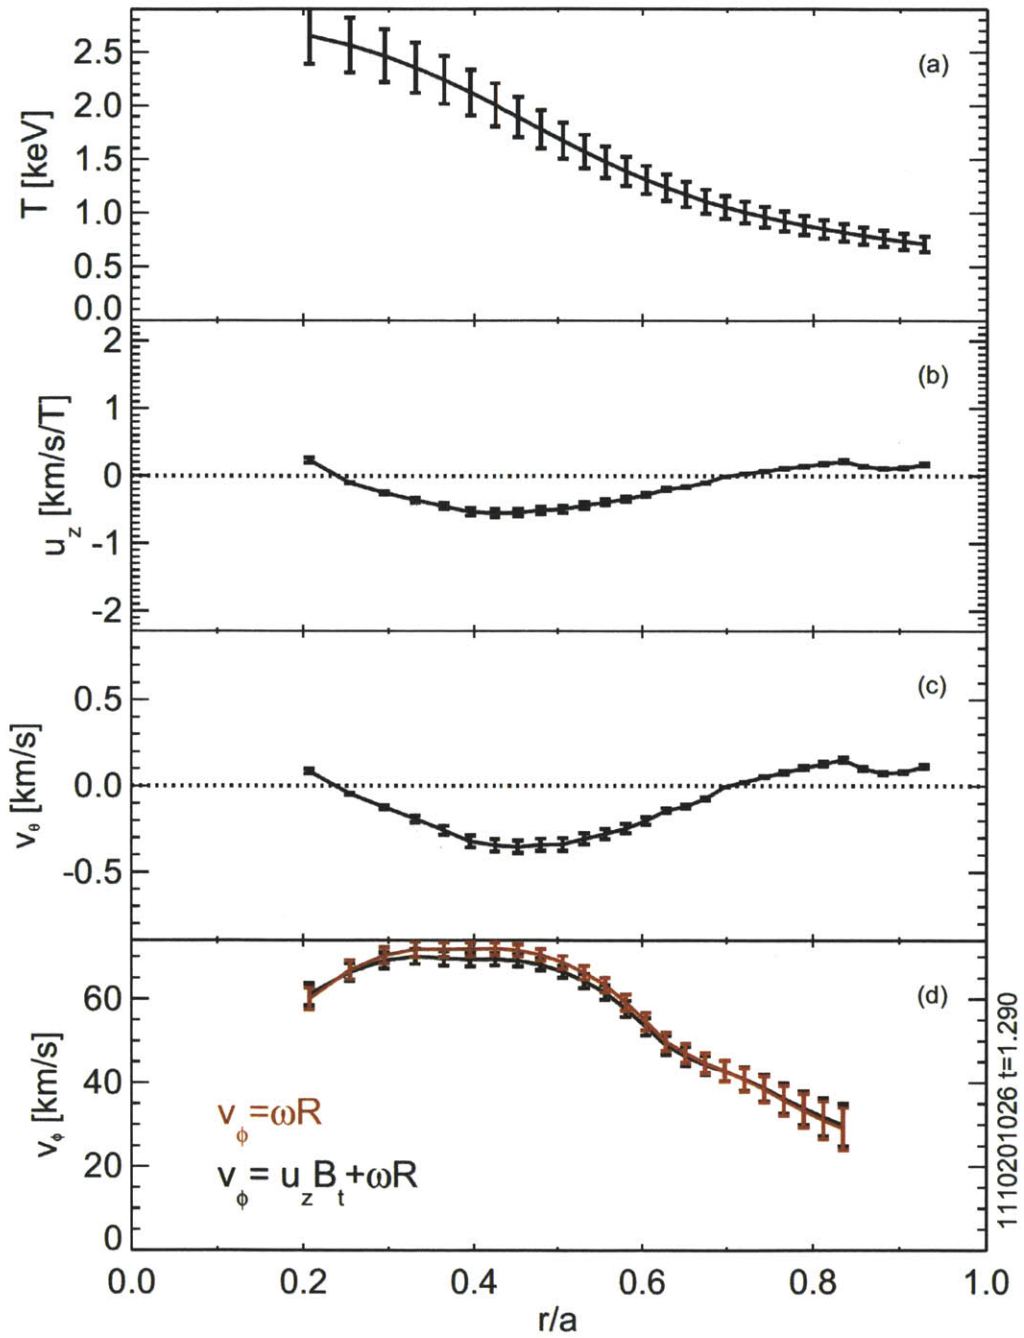 2.5
2.0
1.5
1.0
0.5
0.0
T [keV]
(a)
2
1
0
-1
-2
u_z [km/s/T]
(b)
0.5
0.0
-0.5
v_θ [km/s]
(c)
60
40
20
0
v_ϕ [km/s]
(d)
v_ϕ=ωR
v_ϕ= u_z B_t+ωR
0.0 0.2 0.4 0.6 0.8 1.0
r/a
1110201026 t=1.290